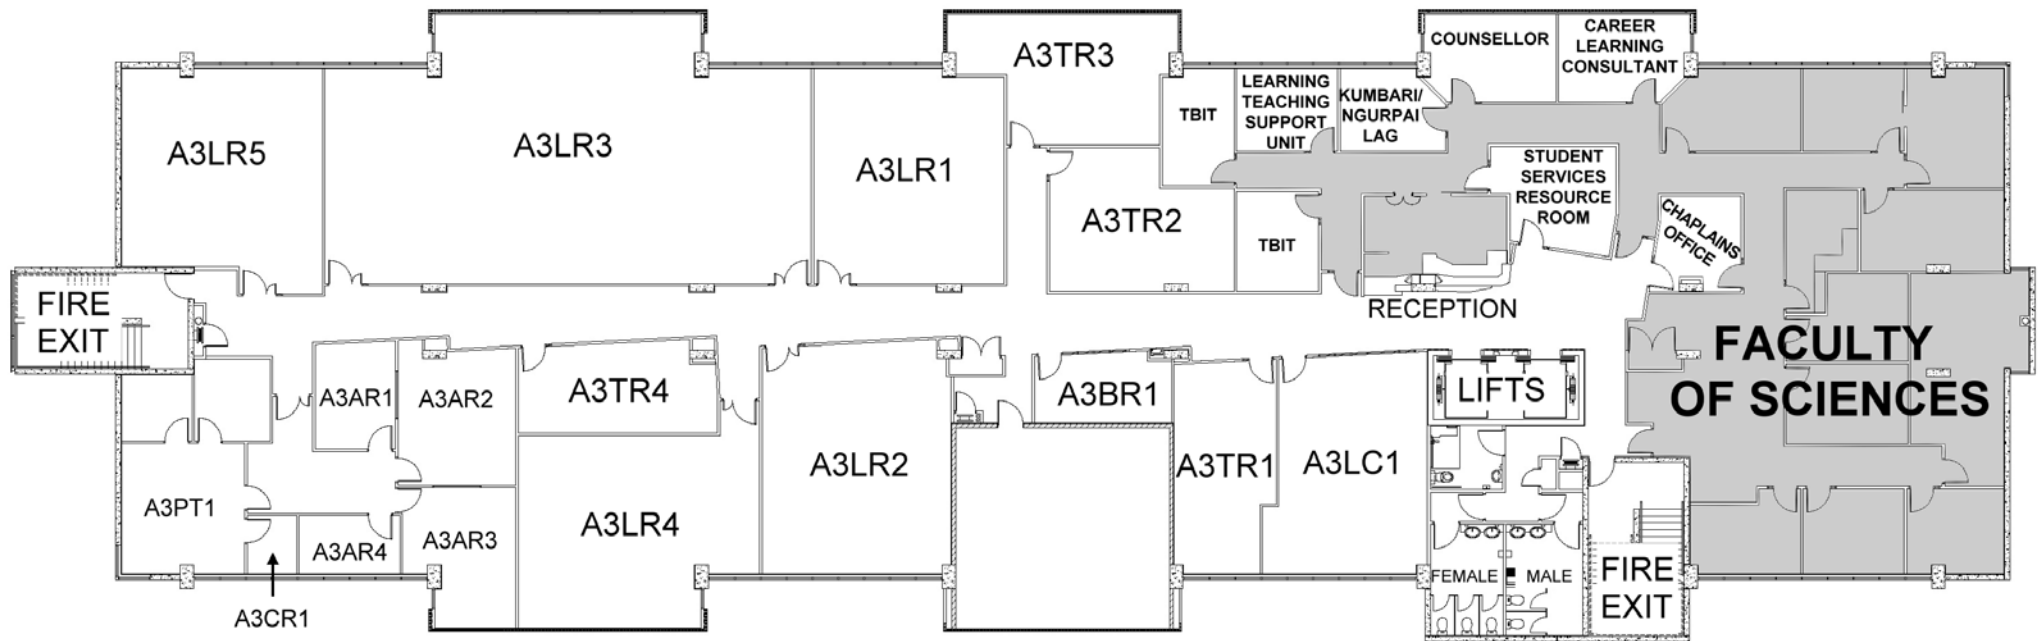 A3LR5
A3LR3
A3LR1
A3TR3
A3TR2
TBIT
LEARNING
TEACHING
SUPPORT
UNIT
KUMBARI/
NGURPAI
LAG
COUNSELLOR
CAREER
LEARNING
CONSULTANT
TBIT
STUDENT
SERVICES
RESOURCE
ROOM
CHAPLAINS
OFFICE
RECEPTION
FIRE
EXIT
A3AR1
A3AR2
A3TR4
A3BR1
LIFTS
FACULTY
OF SCIENCES
A3PT1
A3AR4
A3AR3
A3LR4
A3LR2
A3TR1
A3LC1
FEMALE
MALE
FIRE
EXIT
A3CR1